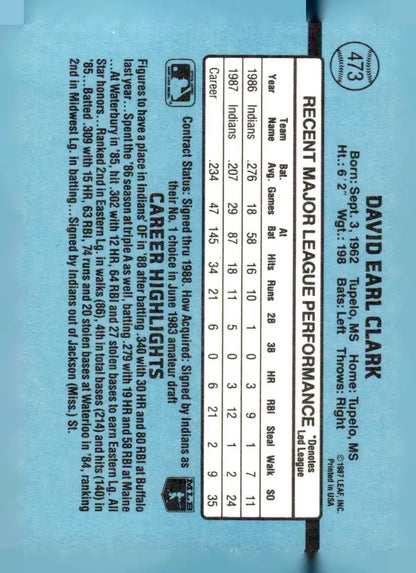 473
DAVID EARL CLARK
Born: Sept. 3, 1962 Tupelo, MS Home: Tupelo, MS
Ht.: 6' 2" Wgt.: 198 Bats: Left Throws: Right
© 1987 LEAF, INC.
Printed in USA
RECENT MAJOR LEAGUE PERFORMANCE *Denotes Led League
Year Team Name Bat. Avg. Games At Bat Hits Runs 2B 3B HR RBI Steal Walk SO
1986 Indians .276 18 58 16 10 1 0 3 9 1 7 11
1987 Indians .207 29 87 18 11 5 0 3 12 1 2 24
Career .234 47 145 34 21 6 0 6 21 2 9 35
Contract Status: Signed thru 1988. How Acquired: Signed by Indians as
their No. 1 choice in June 1983 amateur draft
MLB
CAREER HIGHLIGHTS
Figures to have a place in Indians' OF in '88 after batting .340 with 30 HR and 80 RBI at Buffalo
last year...Spent the '86 season at triple A as well, batting .279 with 19 HR and 58 RBI at Maine
...At Waterbury in '85, hit .302 with 12 HR, 64 RBI and 27 stolen bases to earn Eastern Lg. All
Star honors...Ranked 2nd in Eastern Lg. in walks (86), 4th in total bases (214) and hits (140) in
'85...Batted .309 with 15 HR, 63 RBI, 74 runs and 20 stolen bases at Waterloo in '84, ranking
2nd in Midwest Lg. in batting...Signed by Indians out of Jackson (Miss.) St.